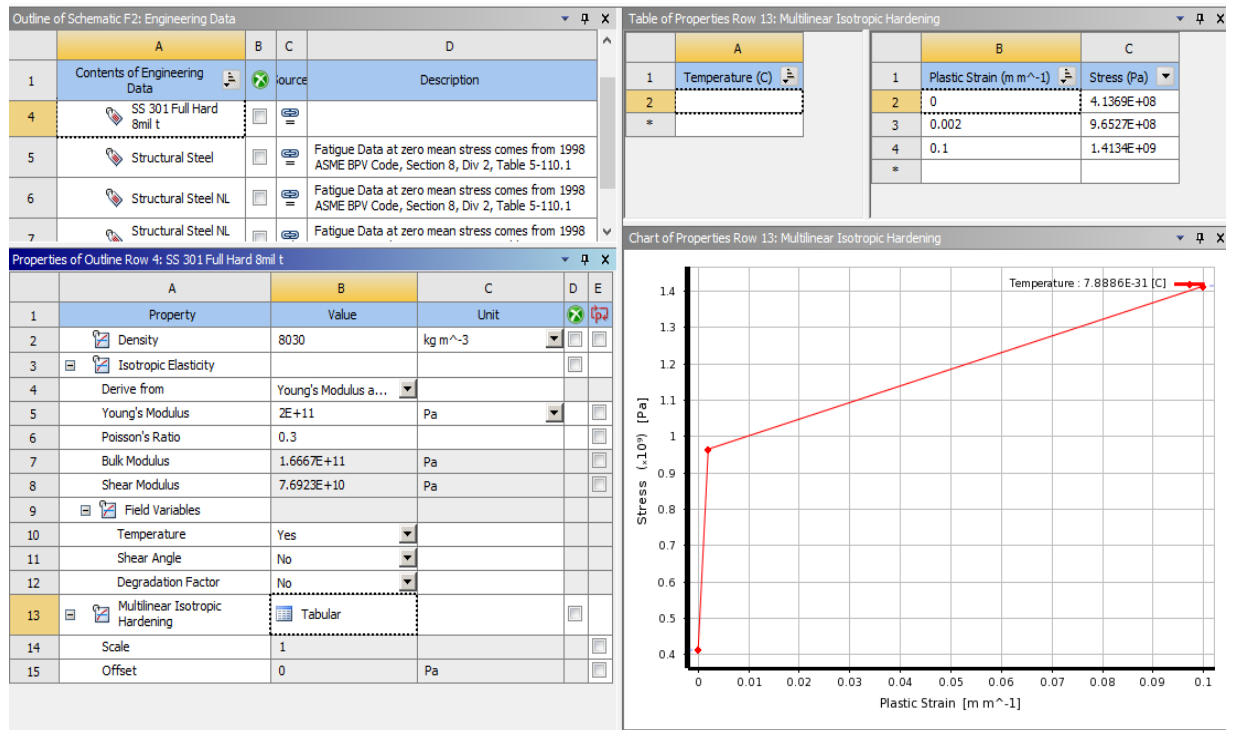 Outline of Schematic F2: Engineering Data
A B C D
1 Contents of Engineering Data ource Description
4 SS 301 Full Hard 8mil t
5 Structural Steel Fatigue Data at zero mean stress comes from 1998 ASME BPV Code, Section 8, Div 2, Table 5-110.1
6 Structural Steel NL Fatigue Data at zero mean stress comes from 1998 ASME BPV Code, Section 8, Div 2, Table 5-110.1
7 Structural Steel NL Fatigue Data at zero mean stress comes from 1998
Properties of Outline Row 4: SS 301 Full Hard 8mil t
A B C D E
1 Property Value Unit
2 Density 8030 kg m^-3
3 Isotropic Elasticity
4 Derive from Young's Modulus a...
5 Young's Modulus 2E+11 Pa
6 Poisson's Ratio 0.3
7 Bulk Modulus 1.6667E+11 Pa
8 Shear Modulus 7.6923E+10 Pa
9 Field Variables
10 Temperature Yes
11 Shear Angle No
12 Degradation Factor No
13 Multilinear Isotropic Hardening Tabular
14 Scale 1
15 Offset 0 Pa
Table of Properties Row 13: Multilinear Isotropic Hardening
A
1 Temperature (C)
2
*
B C
1 Plastic Strain (m m^-1) Stress (Pa)
2 0 4.1369E+08
3 0.002 9.6527E+08
4 0.1 1.4134E+09
*
Chart of Properties Row 13: Multilinear Isotropic Hardening
Temperature : 7.8886E-31 [C]
1.4
1.3
1.2
1.1
1
0.9
0.8
0.7
0.6
0.5
0.4
Stress (x10⁹) [Pa]
0 0.01 0.02 0.03 0.04 0.05 0.06 0.07 0.08 0.09 0.1
Plastic Strain [m m^-1]